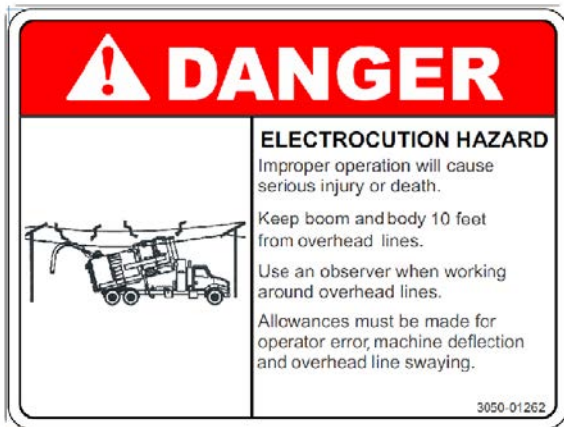 DANGER
ELECTROCUTION HAZARD
Improper operation will cause
serious injury or death.
Keep boom and body 10 feet
from overhead lines.
Use an observer when working
around overhead lines.
Allowances must be made for
operator error, machine deflection
and overhead line swaying.
3050-01262